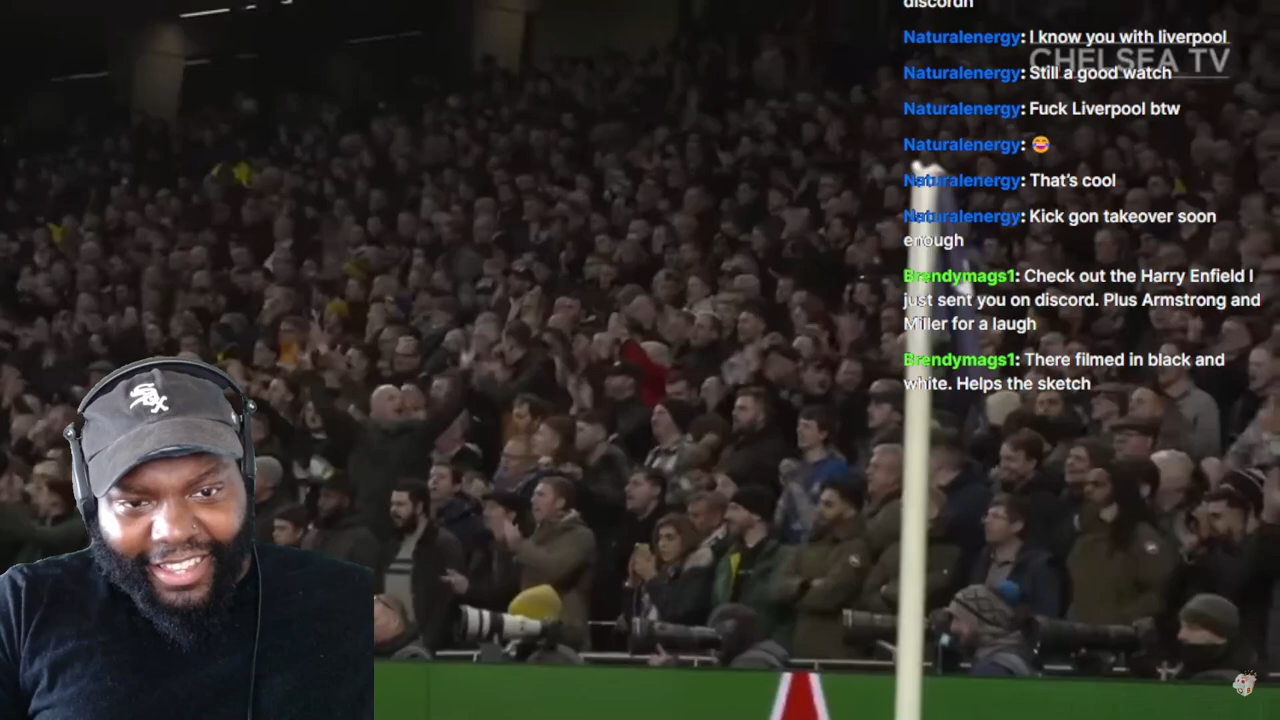 discordn
Naturalenergy: I know you with liverpool
CHELSEA TV
Naturalenergy: Still a good watch
Naturalenergy: Fuck Liverpool btw
Naturalenergy: 😂
Naturalenergy: That's cool
Naturalenergy: Kick gon takeover soon
enough
Brendymags1: Check out the Harry Enfield I
just sent you on discord. Plus Armstrong and
Miller for a laugh
Brendymags1: There filmed in black and
white. Helps the sketch
Sox